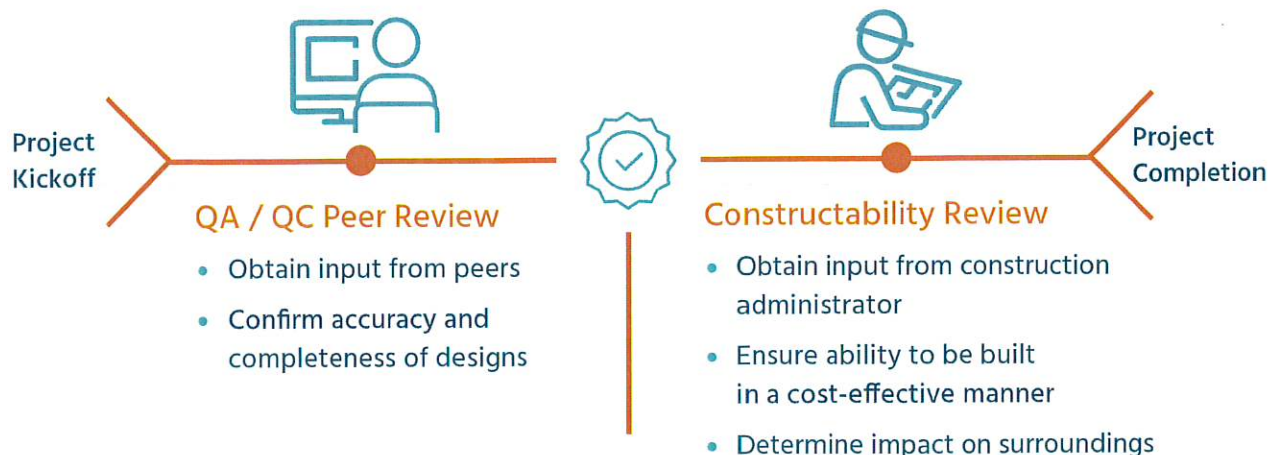 Project
Kickoff
QA / QC Peer Review
• Obtain input from peers
• Confirm accuracy and
completeness of designs
Constructability Review
• Obtain input from construction
administrator
• Ensure ability to be built
in a cost-effective manner
• Determine impact on surroundings
Project
Completion